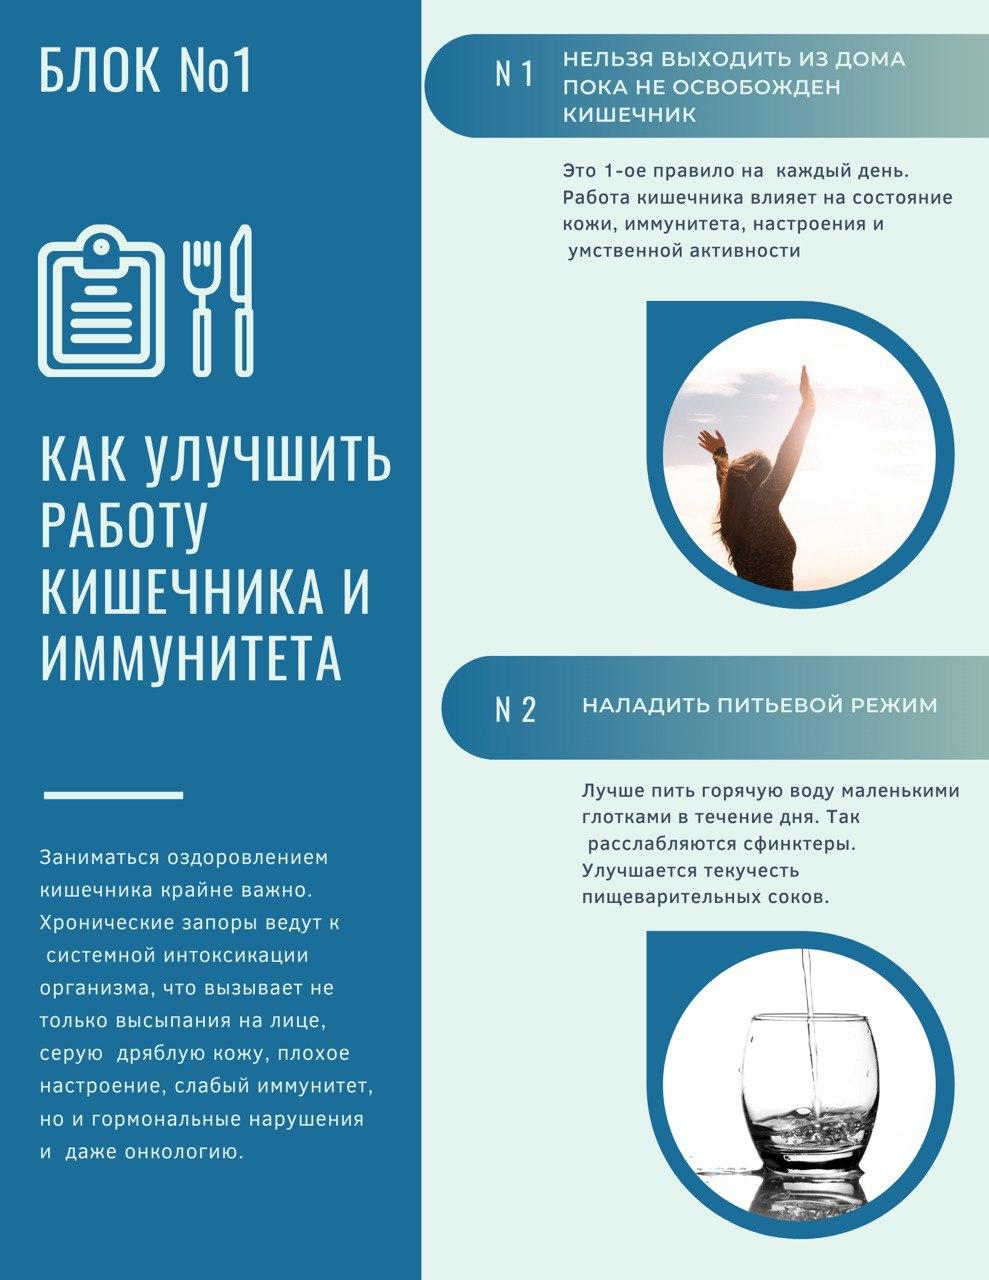 БЛОК №1
КАК УЛУЧШИТЬ
РАБОТУ
КИШЕЧНИКА И
ИММУНИТЕТА
Заниматься оздоровлением
кишечника крайне важно.
Хронические запоры ведут к
системной интоксикации
организма, что вызывает не
только высыпания на лице,
серую дряблую кожу, плохое
настроение, слабый иммунитет,
но и гормональные нарушения
и даже онкологию.
N 1
НЕЛЬЗЯ ВЫХОДИТЬ ИЗ ДОМА
ПОКА НЕ ОСВОБОЖДЕН
КИШЕЧНИК
Это 1-ое правило на каждый день.
Работа кишечника влияет на состояние
кожи, иммунитета, настроения и
умственной активности
N 2
НАЛАДИТЬ ПИТЬЕВОЙ РЕЖИМ
Лучше пить горячую воду маленькими
глотками в течение дня. Так
расслабляются сфинктеры.
Улучшается текучесть
пищеварительных соков.